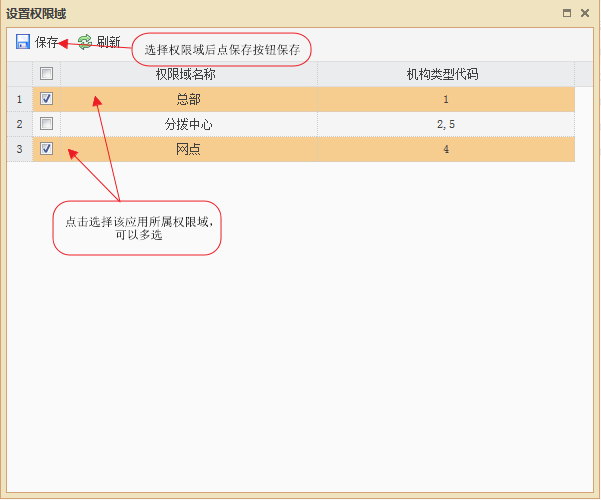 设置权限域
保存 刷新
选择权限域后点保存按钮保存
权限域名称 机构类型代码
1 总部 1
2 分拨中心 2,5
3 网点 4
点击选择该应用所属权限域，
可以多选